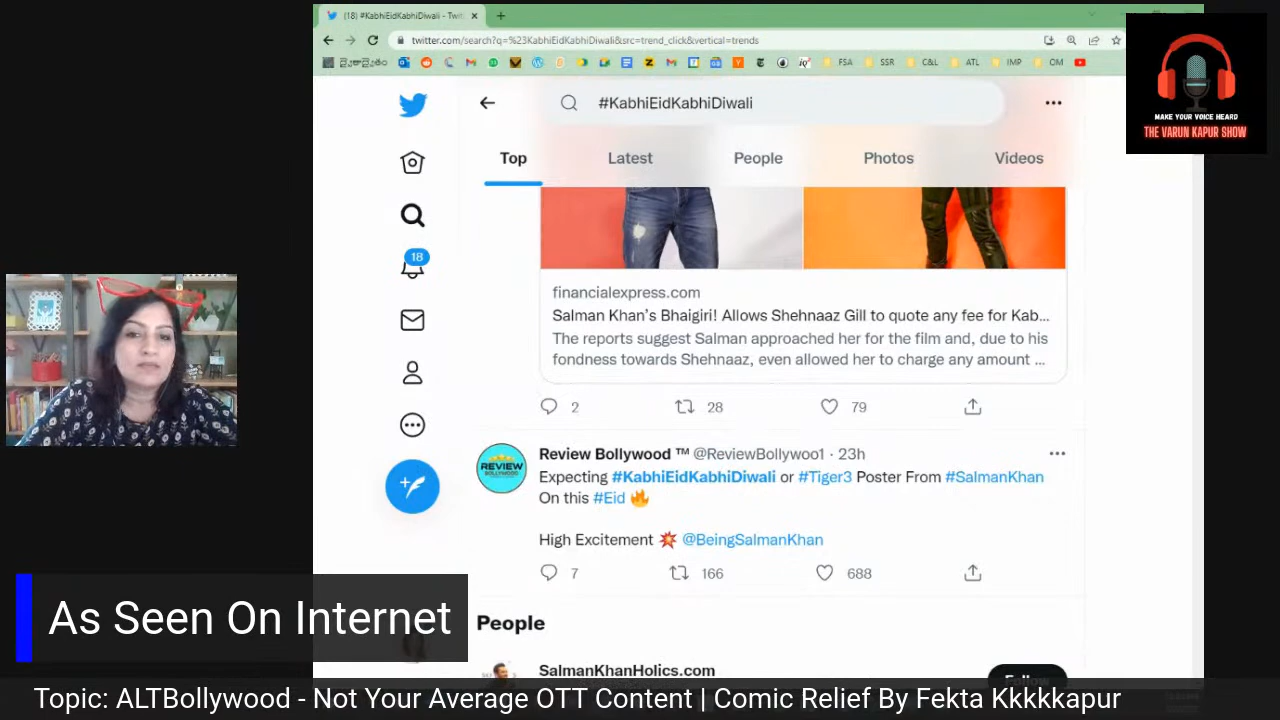 (18) #KabhiEidKabhiDiwali - Twit
twitter.com/search?q=%23KabhiEidKabhiDiwali&src=trend_click&vertical=trends
FSA SSR C&L ATL IMP OM
MAKE YOUR VOICE HEARD
THE VARUN KAPUR SHOW
#KabhiEidKabhiDiwali
Top Latest People Photos Videos
18
financialexpress.com
Salman Khan’s Bhaigiri! Allows Shehnaaz Gill to quote any fee for Kab...
The reports suggest Salman approached her for the film and, due to his
fondness towards Shehnaaz, even allowed her to charge any amount ...
2 28 79
REVIEW
BOLLYWOOD
Review Bollywood ™ @ReviewBollywoo1 · 23h
Expecting #KabhiEidKabhiDiwali or #Tiger3 Poster From #SalmanKhan
On this #Eid 🔥
High Excitement 💥 @BeingSalmanKhan
7 166 688
People
SalmanKhanHolics.com
Follow
As Seen On Internet
Topic: ALTBollywood - Not Your Average OTT Content | Comic Relief By Fekta Kkkkkapur